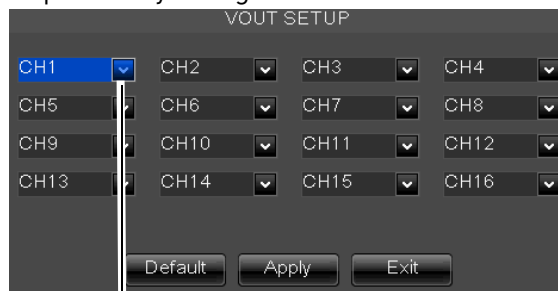 VOUT SETUP
CH1 CH2 CH3 CH4
CH5 CH6 CH7 CH8
CH9 CH10 CH11 CH12
CH13 CH14 CH15 CH16
Default Apply Exit